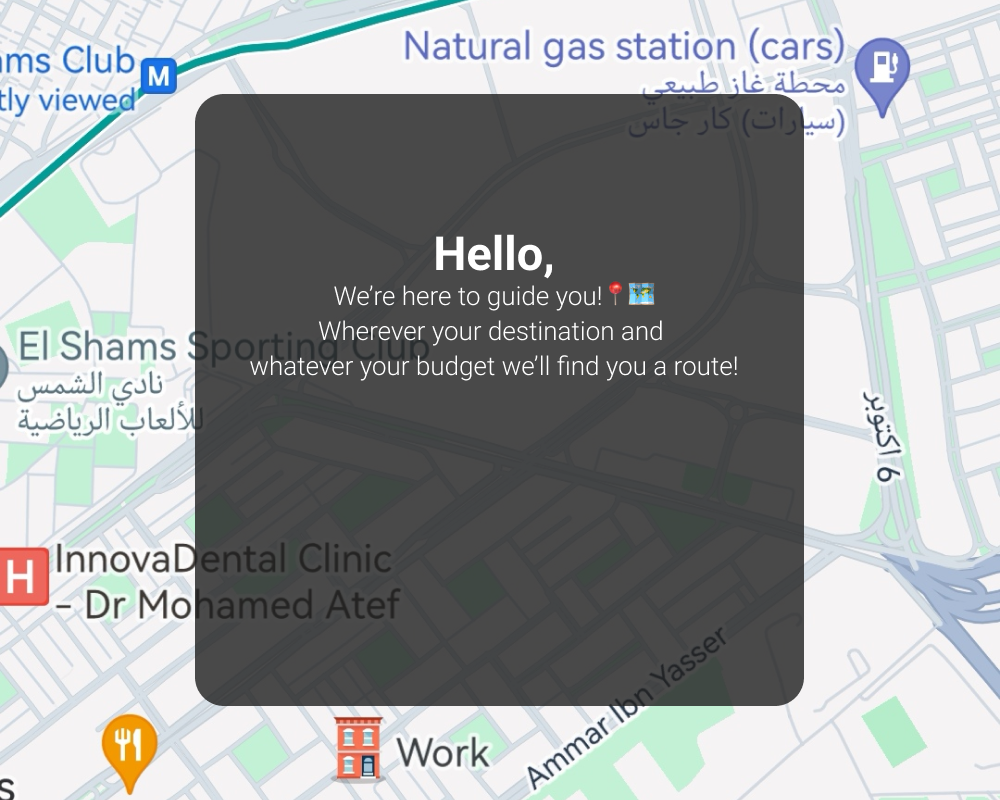 ms Club
tly viewed
M
Natural gas station (cars)
محطة غاز طبيعي
(سيارات) كار جاس
Hello,
We’re here to guide you!📍🗺️
Wherever your destination and
whatever your budget we’ll find you a route!
El Shams Sporting Club
نادي الشمس
للألعاب الرياضية
6 اكتوبر
H
InnovaDental Clinic
- Dr Mohamed Atef
Ammar Ibn Yasser
Work
s